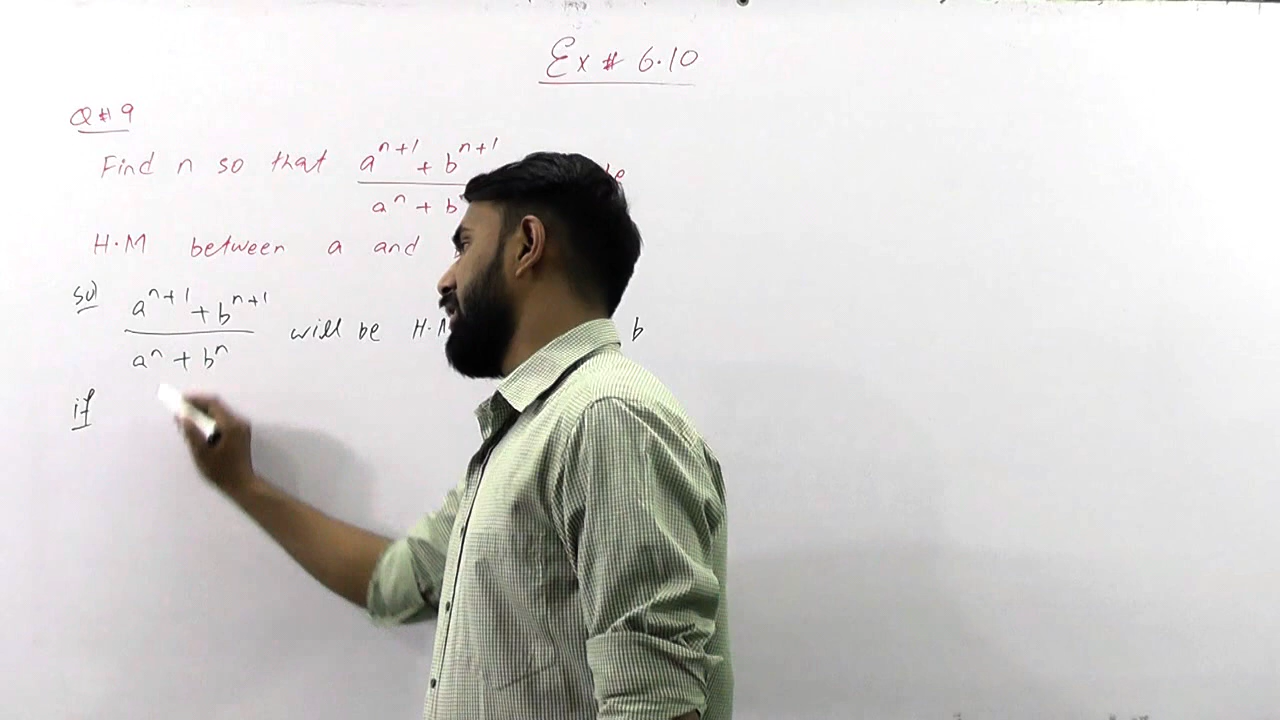 Ex # 6.10
Q # 9
Find n so that a^{n+1} + b^{n+1}
a^n + b
H.M between a and
sol a^{n+1} + b^{n+1} will be H.M b
a^n + b^n
if